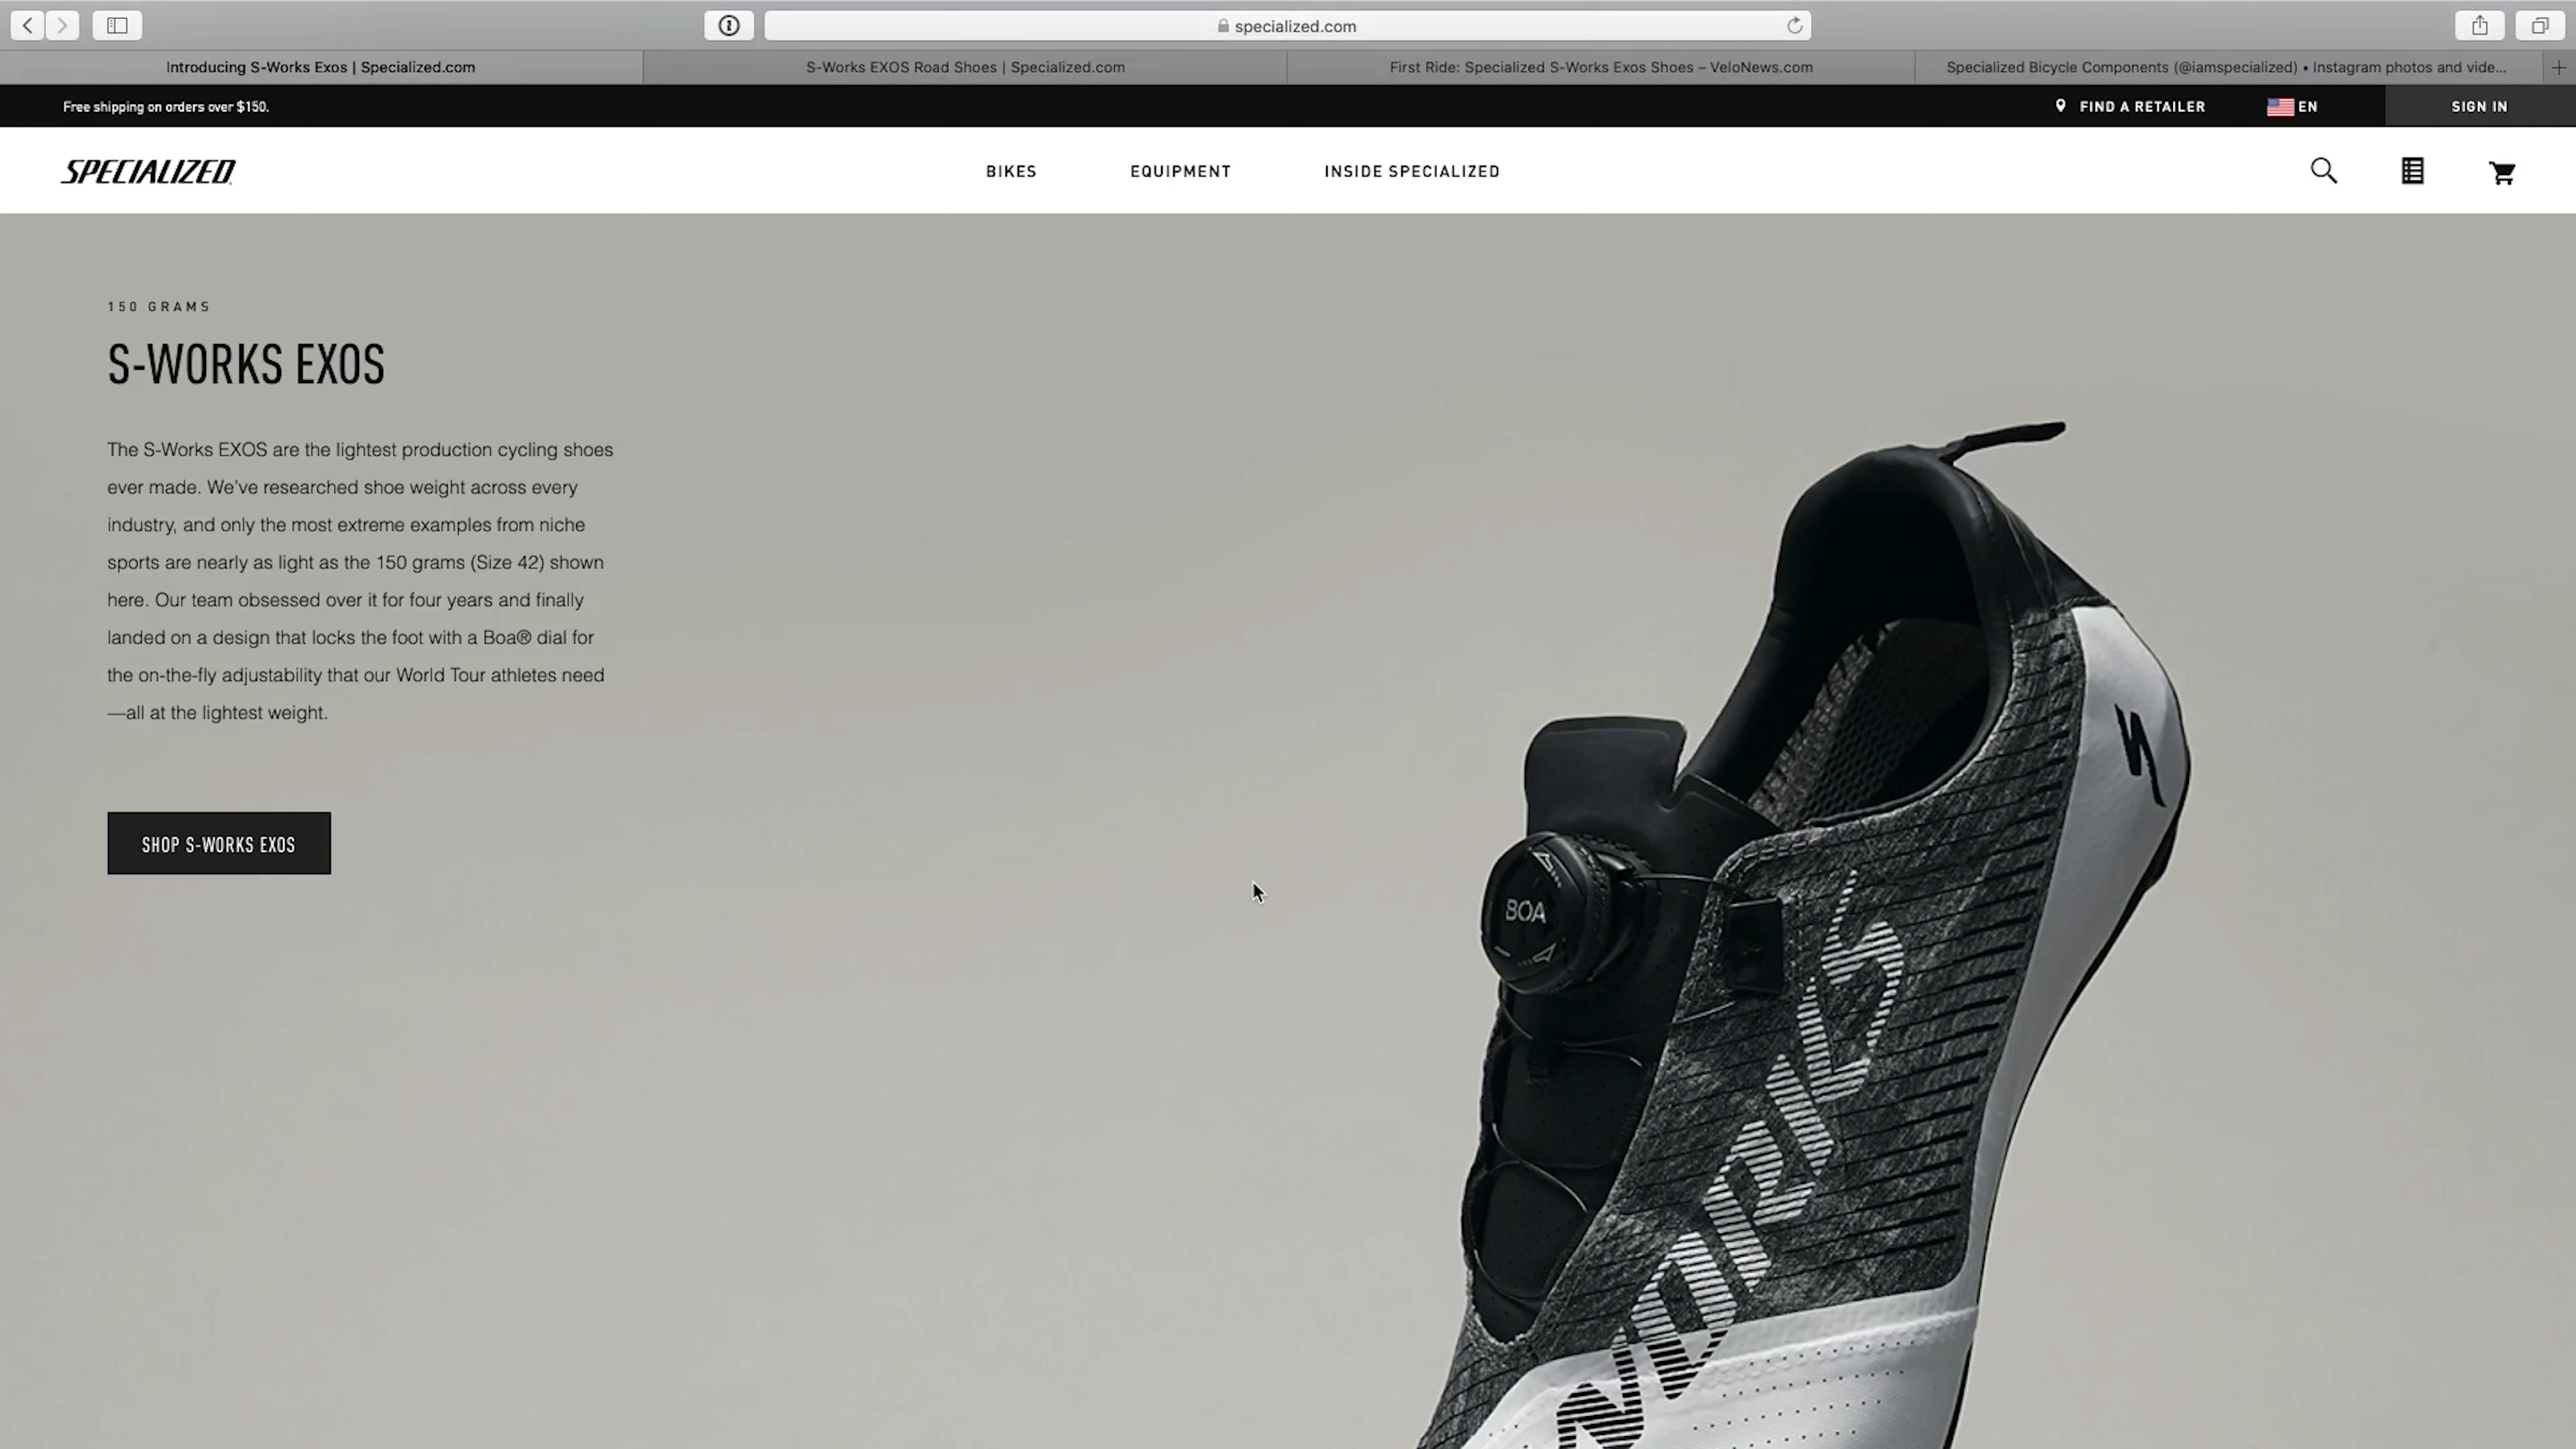 specialized.com
Introducing S-Works Exos | Specialized.com
S-Works EXOS Road Shoes | Specialized.com
First Ride: Specialized S-Works Exos Shoes – VeloNews.com
Specialized Bicycle Components (@iamspecialized) • Instagram photos and vide...
Free shipping on orders over $150.
FIND A RETAILER
EN
SIGN IN
SPECIALIZED
BIKES
EQUIPMENT
INSIDE SPECIALIZED
150 GRAMS
S-WORKS EXOS
The S-Works EXOS are the lightest production cycling shoes
ever made. We've researched shoe weight across every
industry, and only the most extreme examples from niche
sports are nearly as light as the 150 grams (Size 42) shown
here. Our team obsessed over it for four years and finally
landed on a design that locks the foot with a Boa® dial for
the on-the-fly adjustability that our World Tour athletes need
—all at the lightest weight.
SHOP S-WORKS EXOS
BOA
WORKS